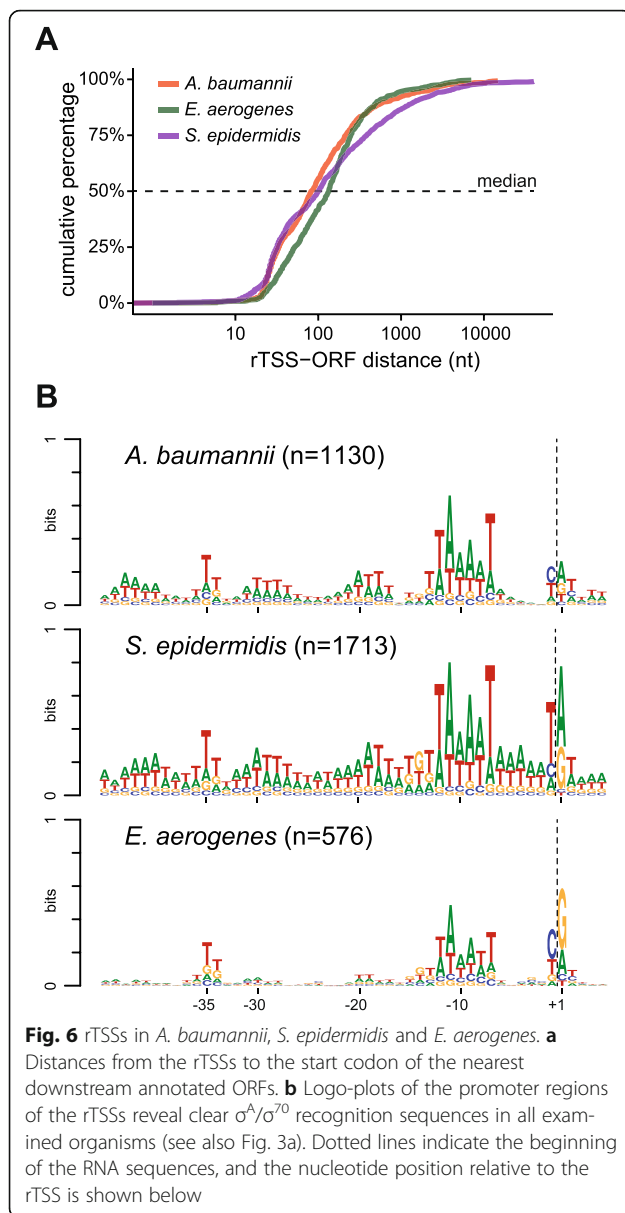 A
100%
75%
50%
25%
0%
cumulative percentage
A. baumannii
E. aerogenes
S. epidermidis
median
10 100 1000 10000
rTSS–ORF distance (nt)
B
1
bits
0
A. baumannii (n=1130)
1
bits
0
S. epidermidis (n=1713)
1
bits
0
E. aerogenes (n=576)
-35 -30 -20 -10 +1
Fig. 6 rTSSs in A. baumannii, S. epidermidis and E. aerogenes. a
Distances from the rTSSs to the start codon of the nearest
downstream annotated ORFs. b Logo-plots of the promoter regions
of the rTSSs reveal clear σᴬ/σ⁷⁰ recognition sequences in all exam-
ined organisms (see also Fig. 3a). Dotted lines indicate the beginning
of the RNA sequences, and the nucleotide position relative to the
rTSS is shown below